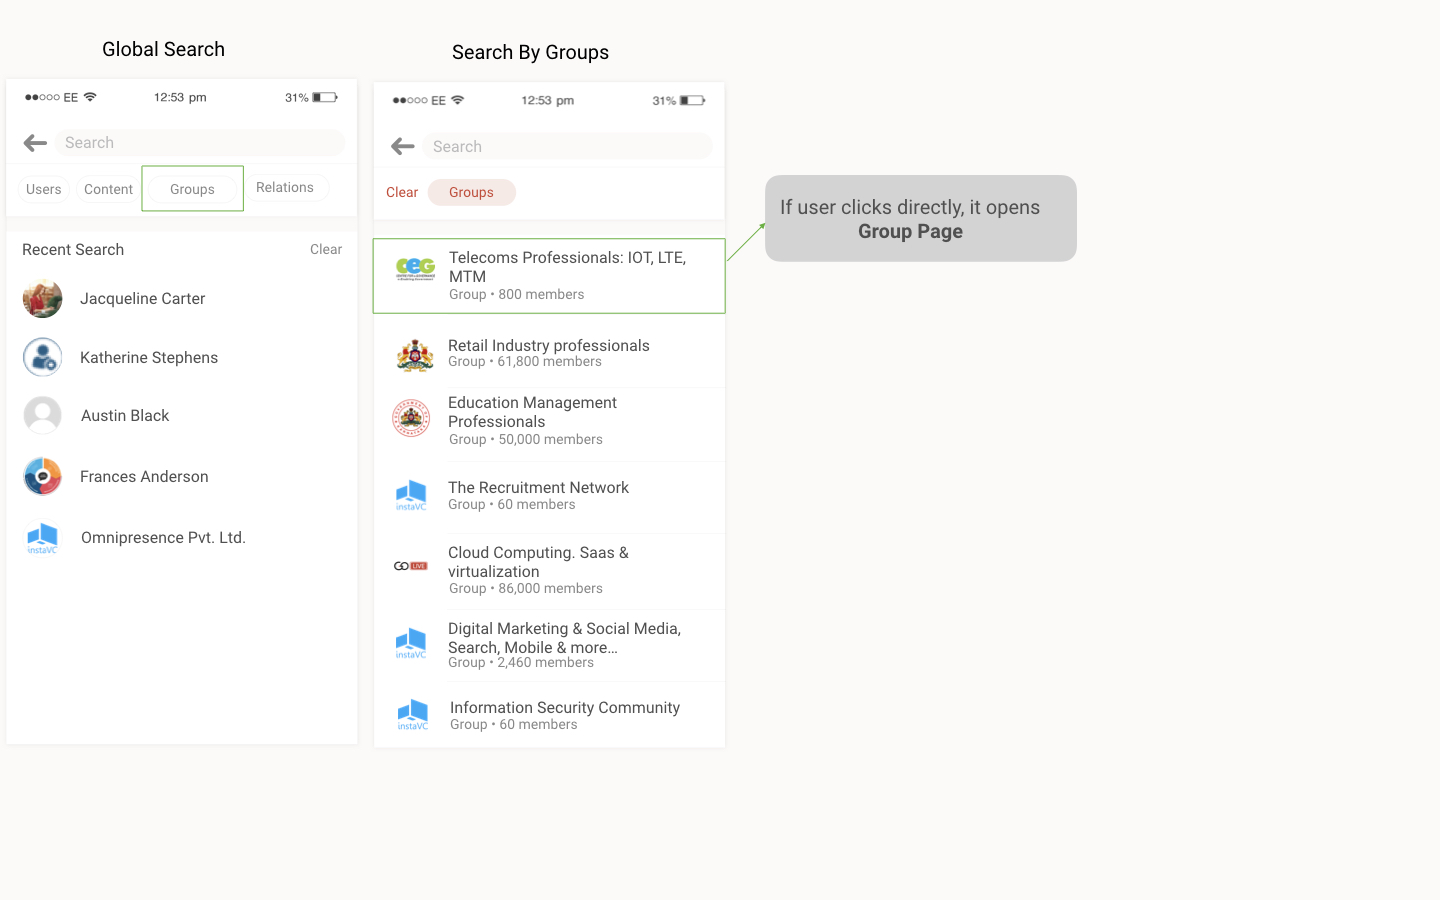 Global Search
EE
12:53 pm
31%
Search
Users
Content
Groups
Relations
Recent Search
Clear
Jacqueline Carter
Katherine Stephens
Austin Black
Frances Anderson
instaVC
Omnipresence Pvt. Ltd.
Search By Groups
EE
12:53 pm
31%
Search
Clear
Groups
CEG
Telecoms Professionals: IOT, LTE,
MTM
Group • 800 members
Retail Industry professionals
Group • 61,800 members
Education Management
Professionals
Group • 50,000 members
instaVC
The Recruitment Network
Group • 60 members
GO LIVE
Cloud Computing. Saas &
virtualization
Group • 86,000 members
instaVC
Digital Marketing & Social Media,
Search, Mobile & more...
Group • 2,460 members
instaVC
Information Security Community
Group • 60 members
If user clicks directly, it opens
Group Page